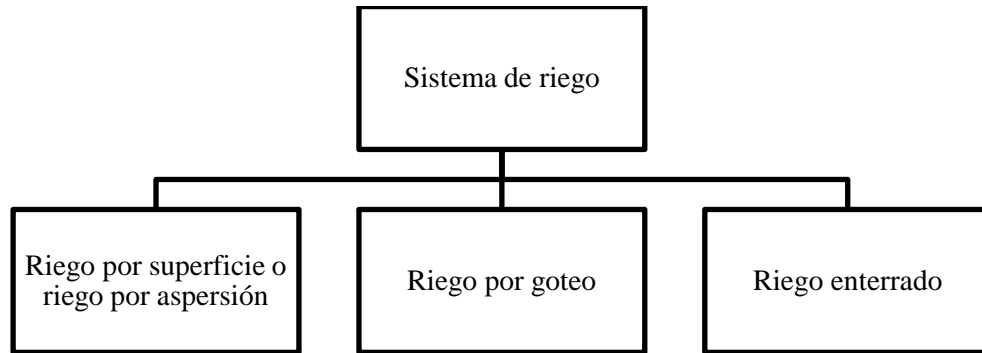 Sistema de riego
Riego por superficie o
riego por aspersión
Riego por goteo
Riego enterrado